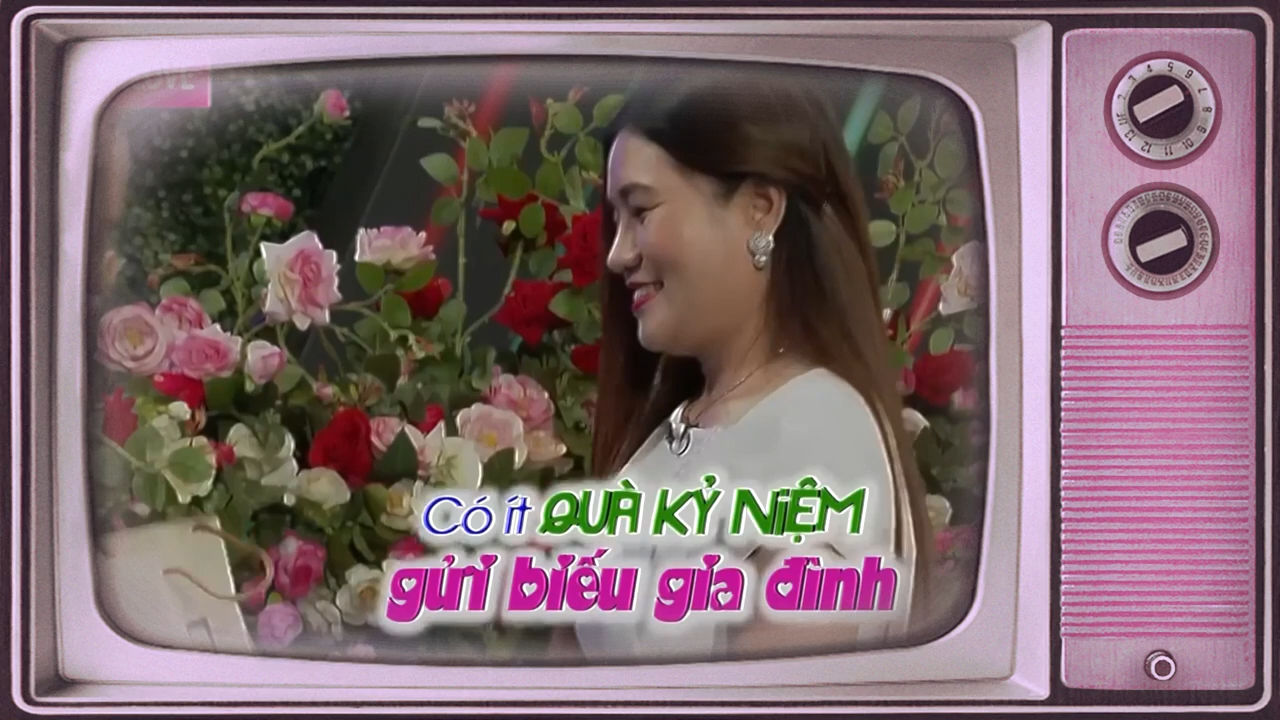 Có ít QUÀ KỶ NiỆM
gửi biếu gia đình